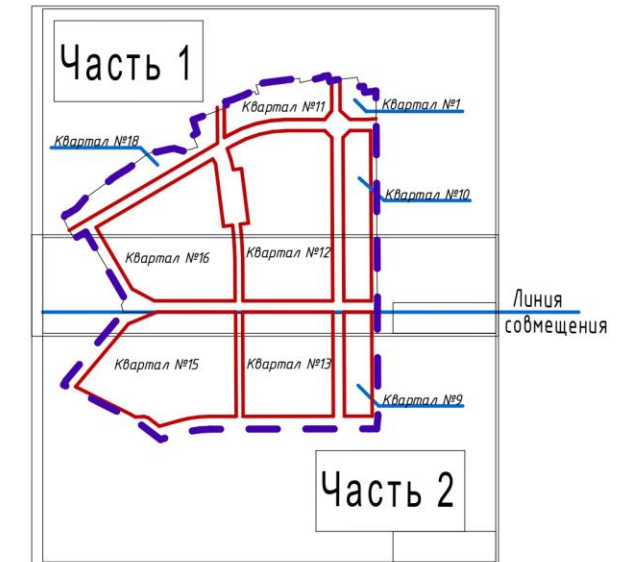 Часть 1
Квартал №11
Квартал №1
Квартал №18
Квартал №10
Квартал №16
Квартал №12
Линия
совмещения
Квартал №15
Квартал №13
Квартал №9
Часть 2